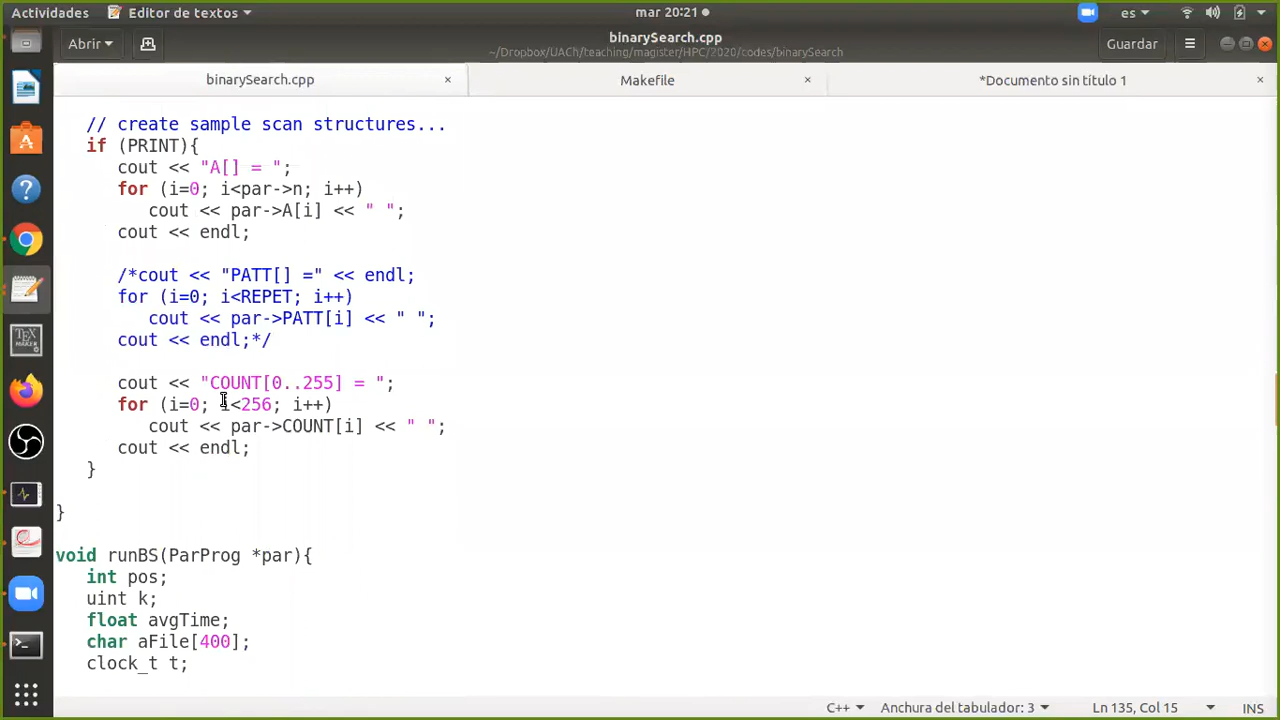 Actividades Editor de textos mar 20:21 es
Abrir binarySearch.cpp Guardar
~/Dropbox/UACh/teaching/magister/HPC/2020/codes/binarySearch
binarySearch.cpp × Makefile × *Documento sin título 1 ×
// create sample scan structures...
if (PRINT){
cout << "A[] = ";
for (i=0; i<par->n; i++)
cout << par->A[i] << " ";
cout << endl;
/*cout << "PATT[] =" << endl;
for (i=0; i<REPET; i++)
cout << par->PATT[i] << " ";
cout << endl;*/
cout << "COUNT[0..255] = ";
for (i=0; i<256; i++)
cout << par->COUNT[i] << " ";
cout << endl;
}
}
void runBS(ParProg *par){
int pos;
uint k;
float avgTime;
char aFile[400];
clock_t t;
C++ Anchura del tabulador: 3 Ln 135, Col 15 INS